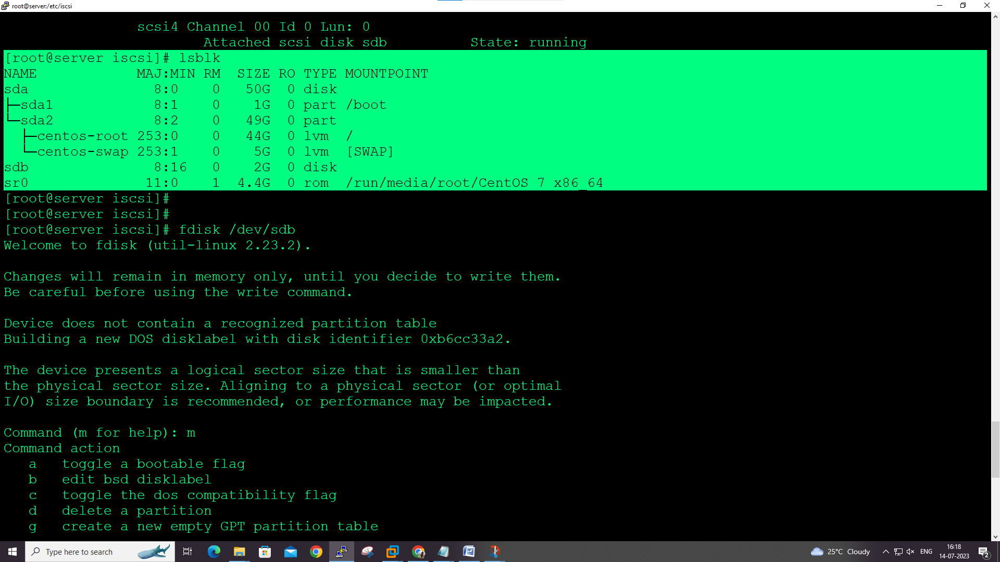 root@server:/etc/iscsi
scsi4 Channel 00 Id 0 Lun: 0
Attached scsi disk sdb          State: running
[root@server iscsi]# lsblk
NAME            MAJ:MIN RM  SIZE RO TYPE MOUNTPOINT
sda               8:0    0   50G  0 disk
├─sda1            8:1    0    1G  0 part /boot
└─sda2            8:2    0   49G  0 part
  ├─centos-root 253:0    0   44G  0 lvm  /
  └─centos-swap 253:1    0    5G  0 lvm  [SWAP]
sdb               8:16   0    2G  0 disk
sr0              11:0    1  4.4G  0 rom  /run/media/root/CentOS 7 x86_64
[root@server iscsi]#
[root@server iscsi]#
[root@server iscsi]# fdisk /dev/sdb
Welcome to fdisk (util-linux 2.23.2).
Changes will remain in memory only, until you decide to write them.
Be careful before using the write command.
Device does not contain a recognized partition table
Building a new DOS disklabel with disk identifier 0xb6cc33a2.
The device presents a logical sector size that is smaller than
the physical sector size. Aligning to a physical sector (or optimal
I/O) size boundary is recommended, or performance may be impacted.
Command (m for help): m
Command action
   a   toggle a bootable flag
   b   edit bsd disklabel
   c   toggle the dos compatibility flag
   d   delete a partition
   g   create a new empty GPT partition table
Type here to search
25°C Cloudy
ENG
16:18
14-07-2023
2